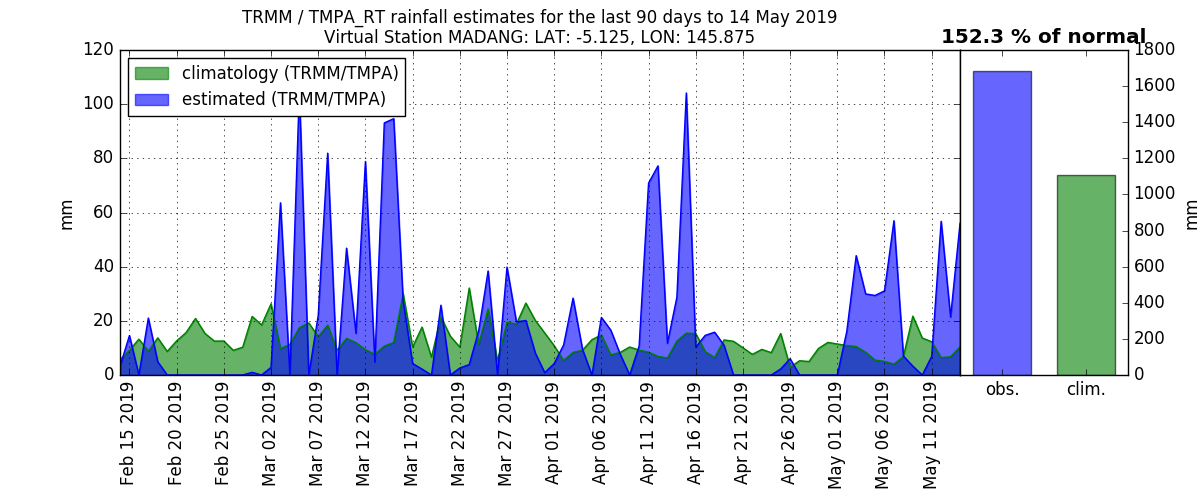 TRMM / TMPA_RT rainfall estimates for the last 90 days to 14 May 2019
Virtual Station MADANG: LAT: -5.125, LON: 145.875
152.3 % of normal
climatology (TRMM/TMPA)
estimated (TRMM/TMPA)
mm
120
100
80
60
40
20
0
Feb 15 2019
Feb 20 2019
Feb 25 2019
Mar 02 2019
Mar 07 2019
Mar 12 2019
Mar 17 2019
Mar 22 2019
Mar 27 2019
Apr 01 2019
Apr 06 2019
Apr 11 2019
Apr 16 2019
Apr 21 2019
Apr 26 2019
May 01 2019
May 06 2019
May 11 2019
1800
1600
1400
1200
1000
800
600
400
200
0
mm
obs.
clim.